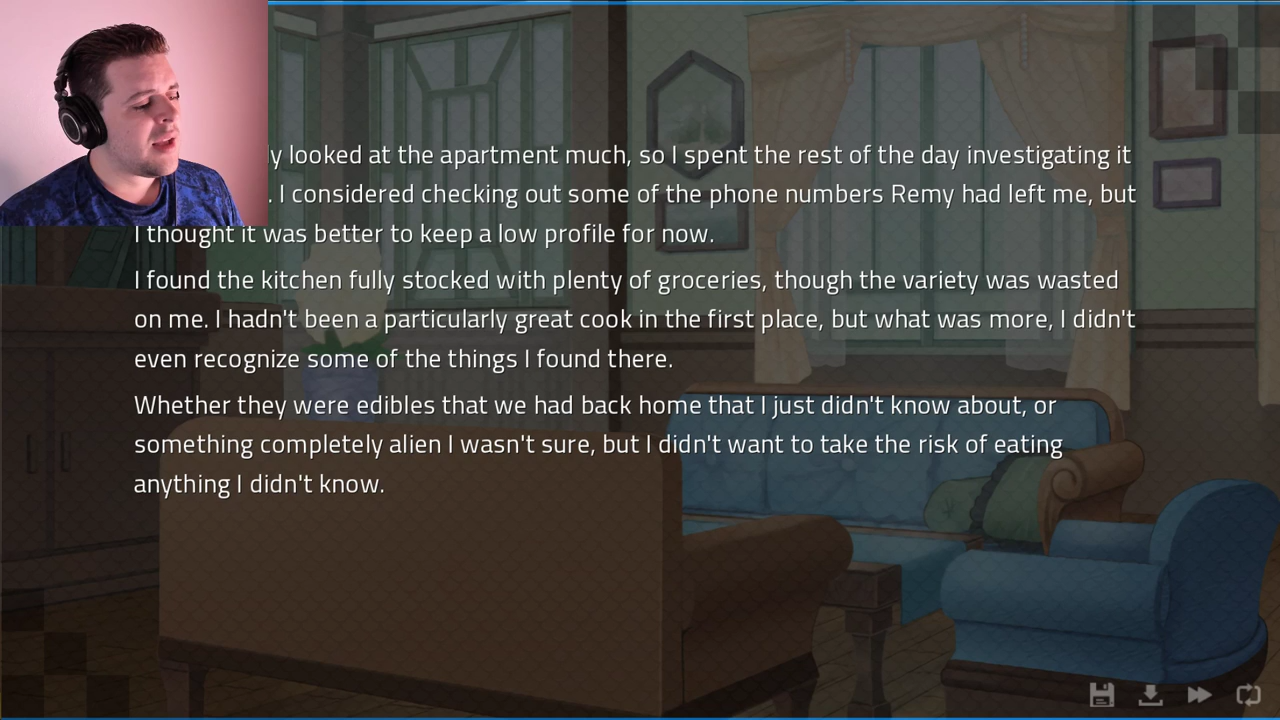 looked at the apartment much, so I spent the rest of the day investigating it
. I considered checking out some of the phone numbers Remy had left me, but
I thought it was better to keep a low profile for now.
I found the kitchen fully stocked with plenty of groceries, though the variety was wasted
on me. I hadn't been a particularly great cook in the first place, but what was more, I didn't
even recognize some of the things I found there.
Whether they were edibles that we had back home that I just didn't know about, or
something completely alien I wasn't sure, but I didn't want to take the risk of eating
anything I didn't know.